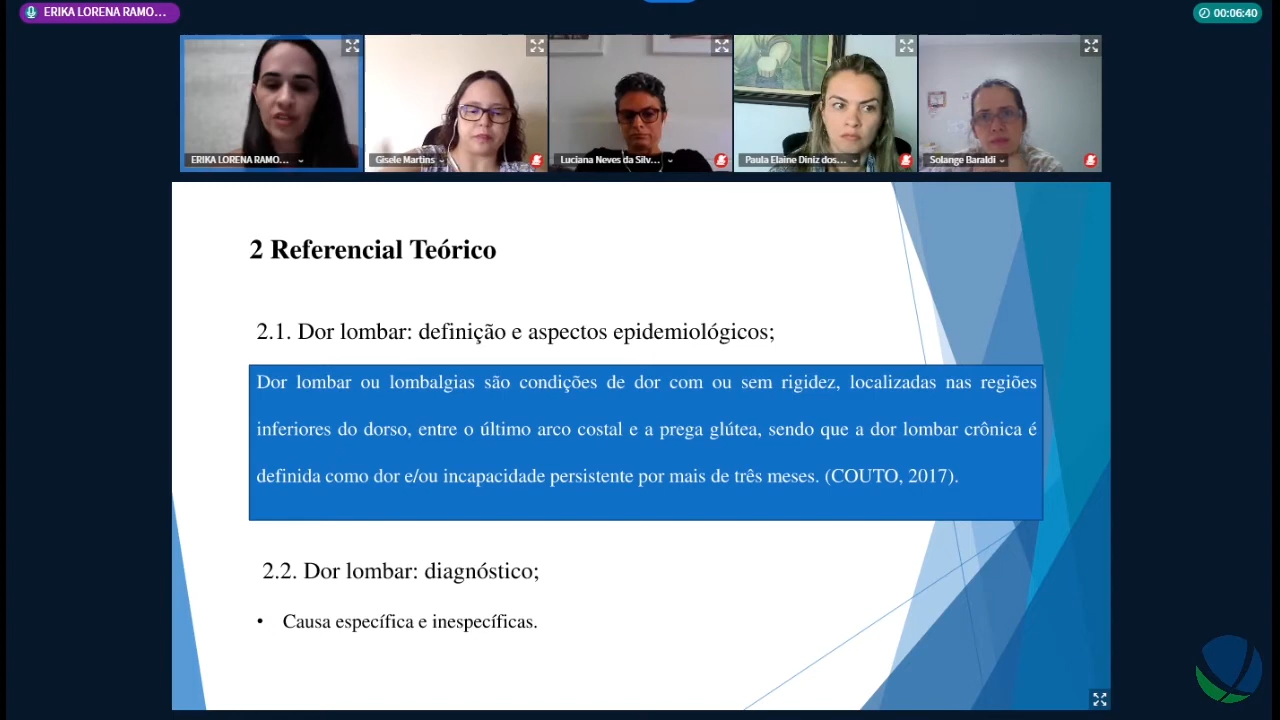 ERIKA LORENA RAMO...
00:06:40
ERIKA LORENA RAMO...
Gisele Martins
Luciana Neves da Silv...
Paula Elaine Diniz dos...
Solange Baraldi
2 Referencial Teórico
2.1. Dor lombar: definição e aspectos epidemiológicos;
Dor lombar ou lombalgias são condições de dor com ou sem rigidez, localizadas nas regiões
inferiores do dorso, entre o último arco costal e a prega glútea, sendo que a dor lombar crônica é
definida como dor e/ou incapacidade persistente por mais de três meses. (COUTO, 2017).
2.2. Dor lombar: diagnóstico;
• Causa específica e inespecíficas.